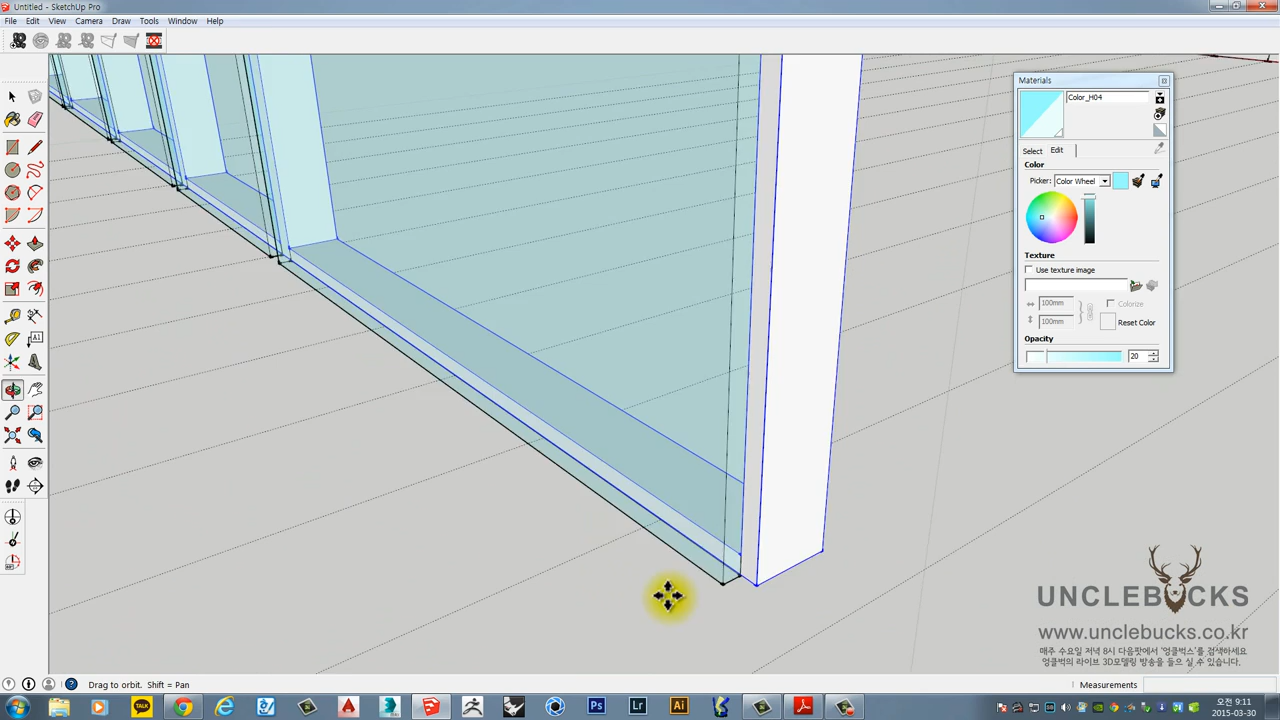 Untitled - SketchUp Pro
File Edit View Camera Draw Tools Window Help
Materials
Color_H04
Select Edit
Color
Picker: Color Wheel
Texture
Use texture image
100mm Colorize
100mm Reset Color
Opacity
20
A1
UNCLEBUCKS
www.unclebucks.co.kr
매주 수요일 저녁 8시 다음팟에서 '엉클벅스'를 검색하세요
엉클벅의 라이브 3D모델링 방송을 들으 실 수 있습니다.
Drag to orbit. Shift = Pan
Measurements
TALK
Ps
Lr
Ai
오전 9:11
2015-03-30